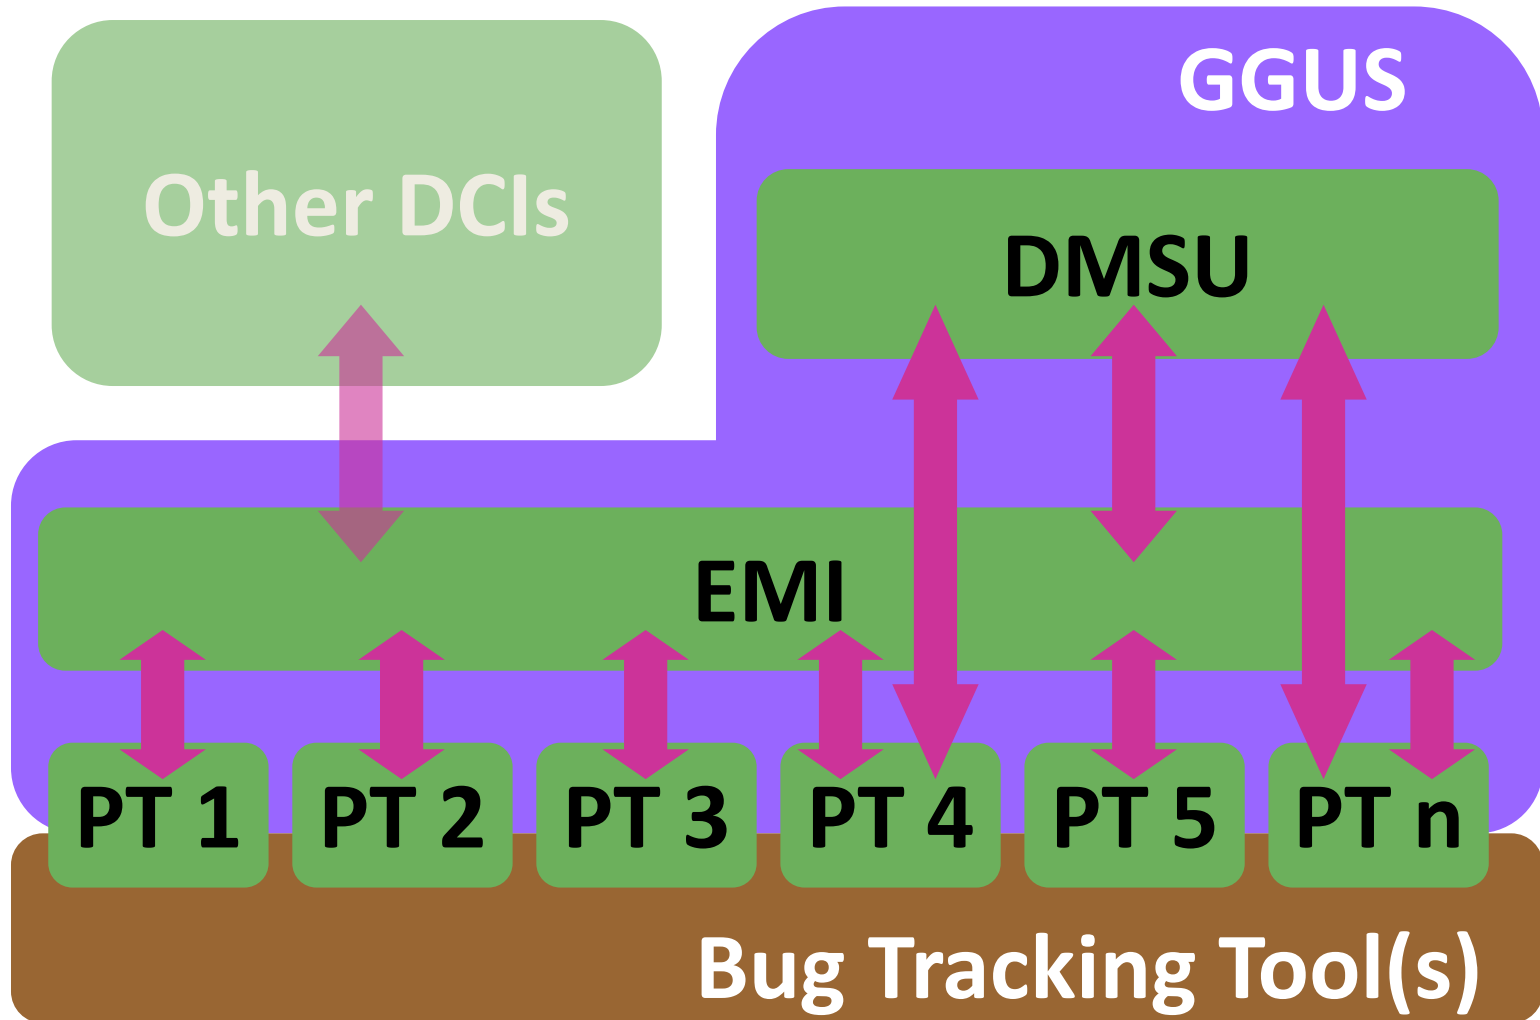 GGUS
Other DCIs
DMSU
EMI
PT 1
PT 2
PT 3
PT 4
PT 5
PT n
Bug Tracking Tool(s)